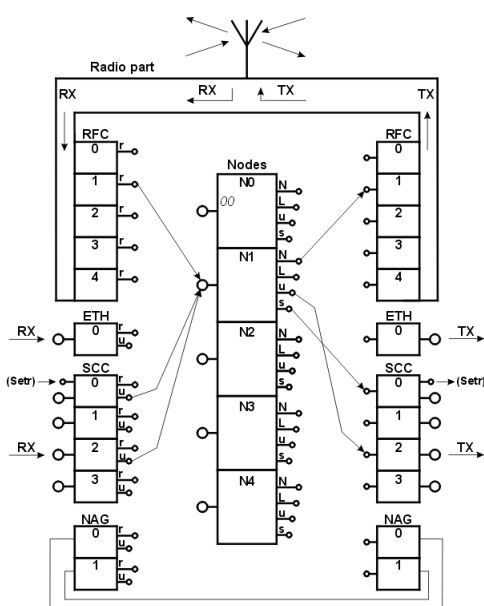 Radio part
RX RX TX TX
RFC RFC
Nodes
0 r
1 r
2 r
3 r
4 r
N0 N
00 L
u
s
N1 N
L
u
s
N2 N
L
u
s
N3 N
L
u
s
N4 N
L
u
s
0
1
2
3
4
ETH ETH
RX 0 r
u
0 TX
SCC SCC
(Setr) 0 r
u
1 r
u
RX 2 r
u
3 r
u
0 (Setr)
1
2 TX
3
NAG NAG
0 r
u
1 r
u
0
1